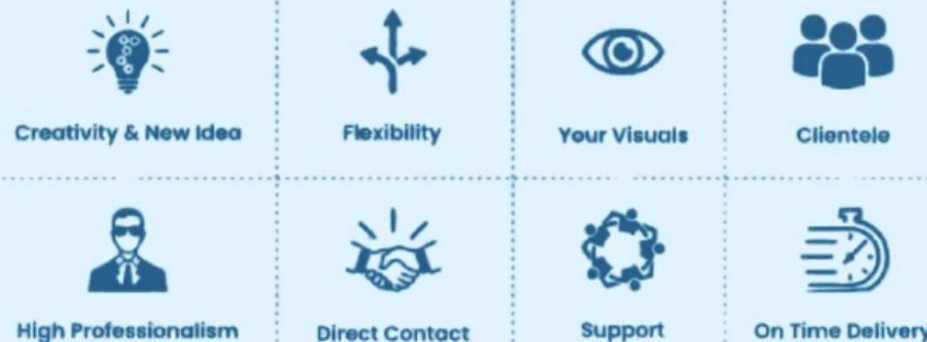 Creativity & New Idea
Flexibility
Your Visuals
Clientele
High Professionalism
Direct Contact
Support
On Time Delivery